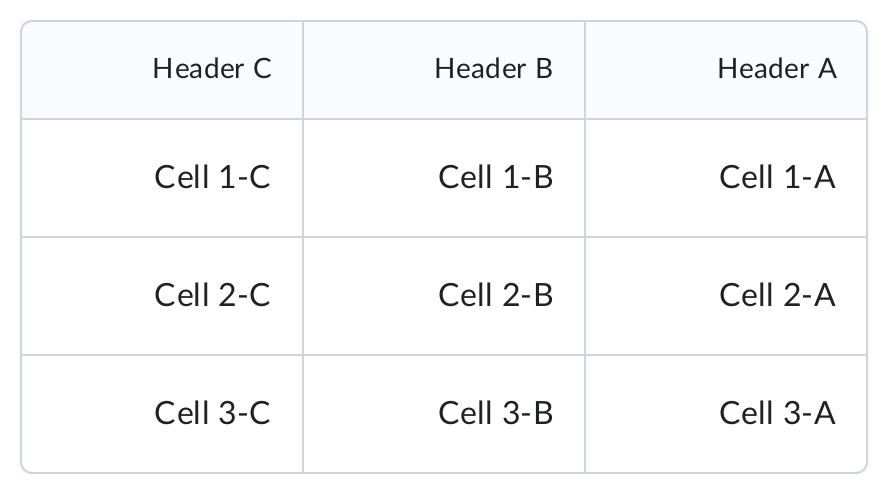 Header C Header B Header A
Cell 1-C Cell 1-B Cell 1-A
Cell 2-C Cell 2-B Cell 2-A
Cell 3-C Cell 3-B Cell 3-A